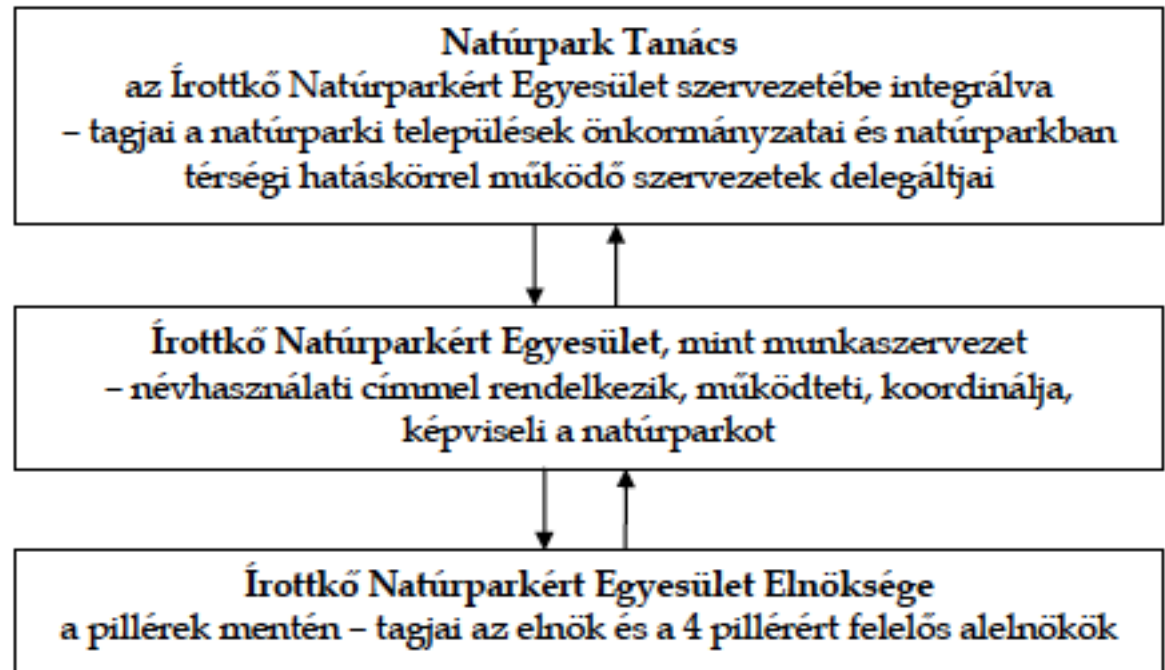 Natúrpark Tanács
az Írottkő Natúrparkért Egyesület szervezetébe integrálva
– tagjai a natúrparki települések önkormányzatai és natúrparkban
térségi hatáskörrel működő szervezetek delegáltjai
Írottkő Natúrparkért Egyesület, mint munkaszervezet
– névhasználati címmel rendelkezik, működteti, koordinálja,
képviseli a natúrparkot
Írottkő Natúrparkért Egyesület Elnöksége
a pillérek mentén – tagjai az elnök és a 4 pillérért felelős alelnökök